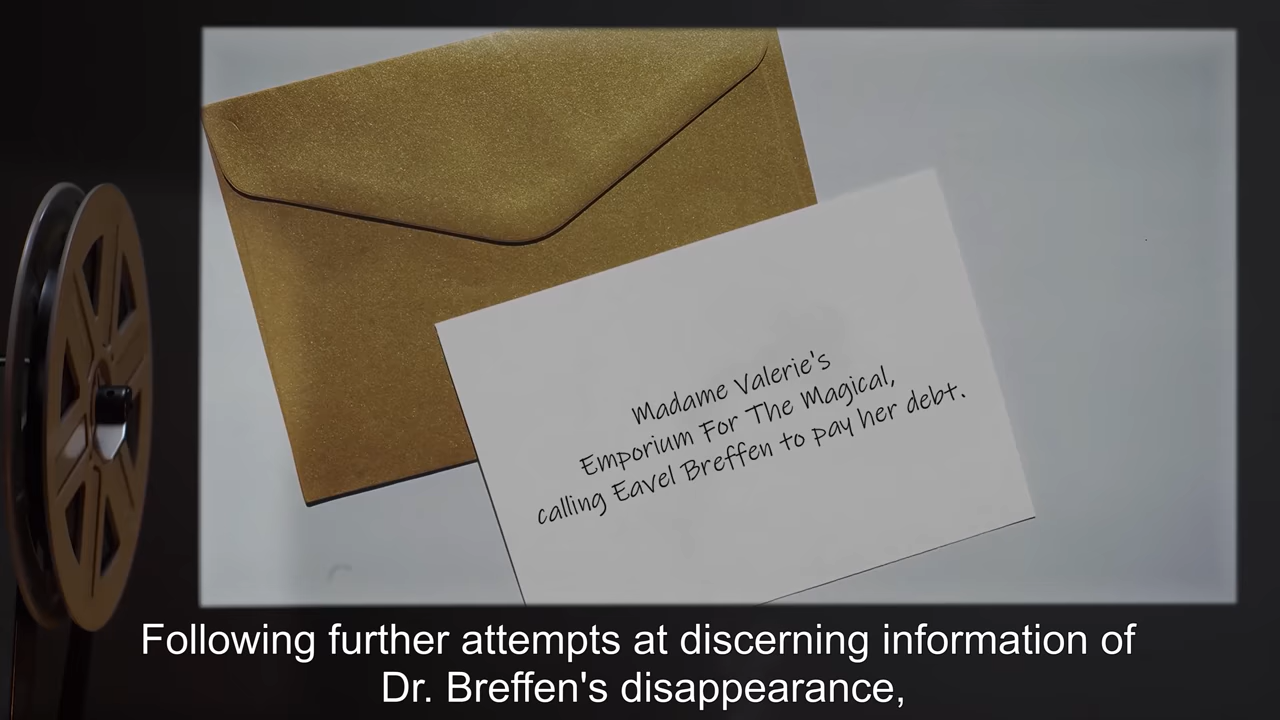 Madame Valerie's
Emporium For The Magical,
calling Eavel Breffen to pay her debt.
Following further attempts at discerning information of
Dr. Breffen's disappearance,